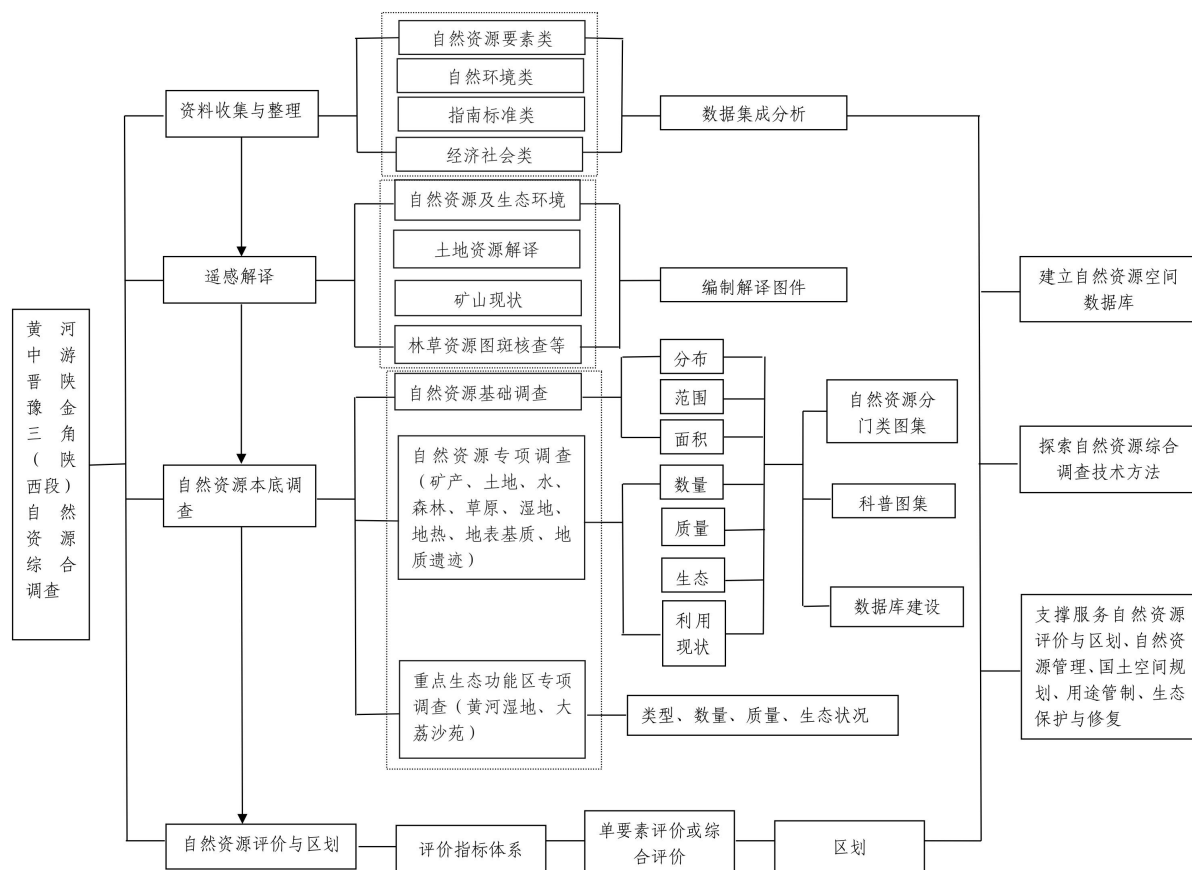 黄河
中游
晋陕
豫金
三角
（陕
西段）
自然
资源
综合
调查
资料收集与整理
遥感解译
自然资源本底调
查
自然资源评价与区划
自然资源要素类
自然环境类
指南标准类
经济社会类
数据集成分析
自然资源及生态环境
土地资源解译
矿山现状
林草资源图斑核查等
编制解译图件
自然资源基础调查
自然资源专项调查
（矿产、土地、水、
森林、草原、湿地、
地热、地表基质、地
质遗迹）
重点生态功能区专项
调查（黄河湿地、大
荔沙苑）
分布
范围
面积
数量
质量
生态
利用
现状
类型、数量、质量、生态状况
自然资源分
门类图集
科普图集
数据库建设
评价指标体系
单要素评价或综
合评价
区划
建立自然资源空间
数据库
探索自然资源综合
调查技术方法
支撑服务自然资源
评价与区划、自然资
源管理、国土空间规
划、用途管制、生态
保护与修复